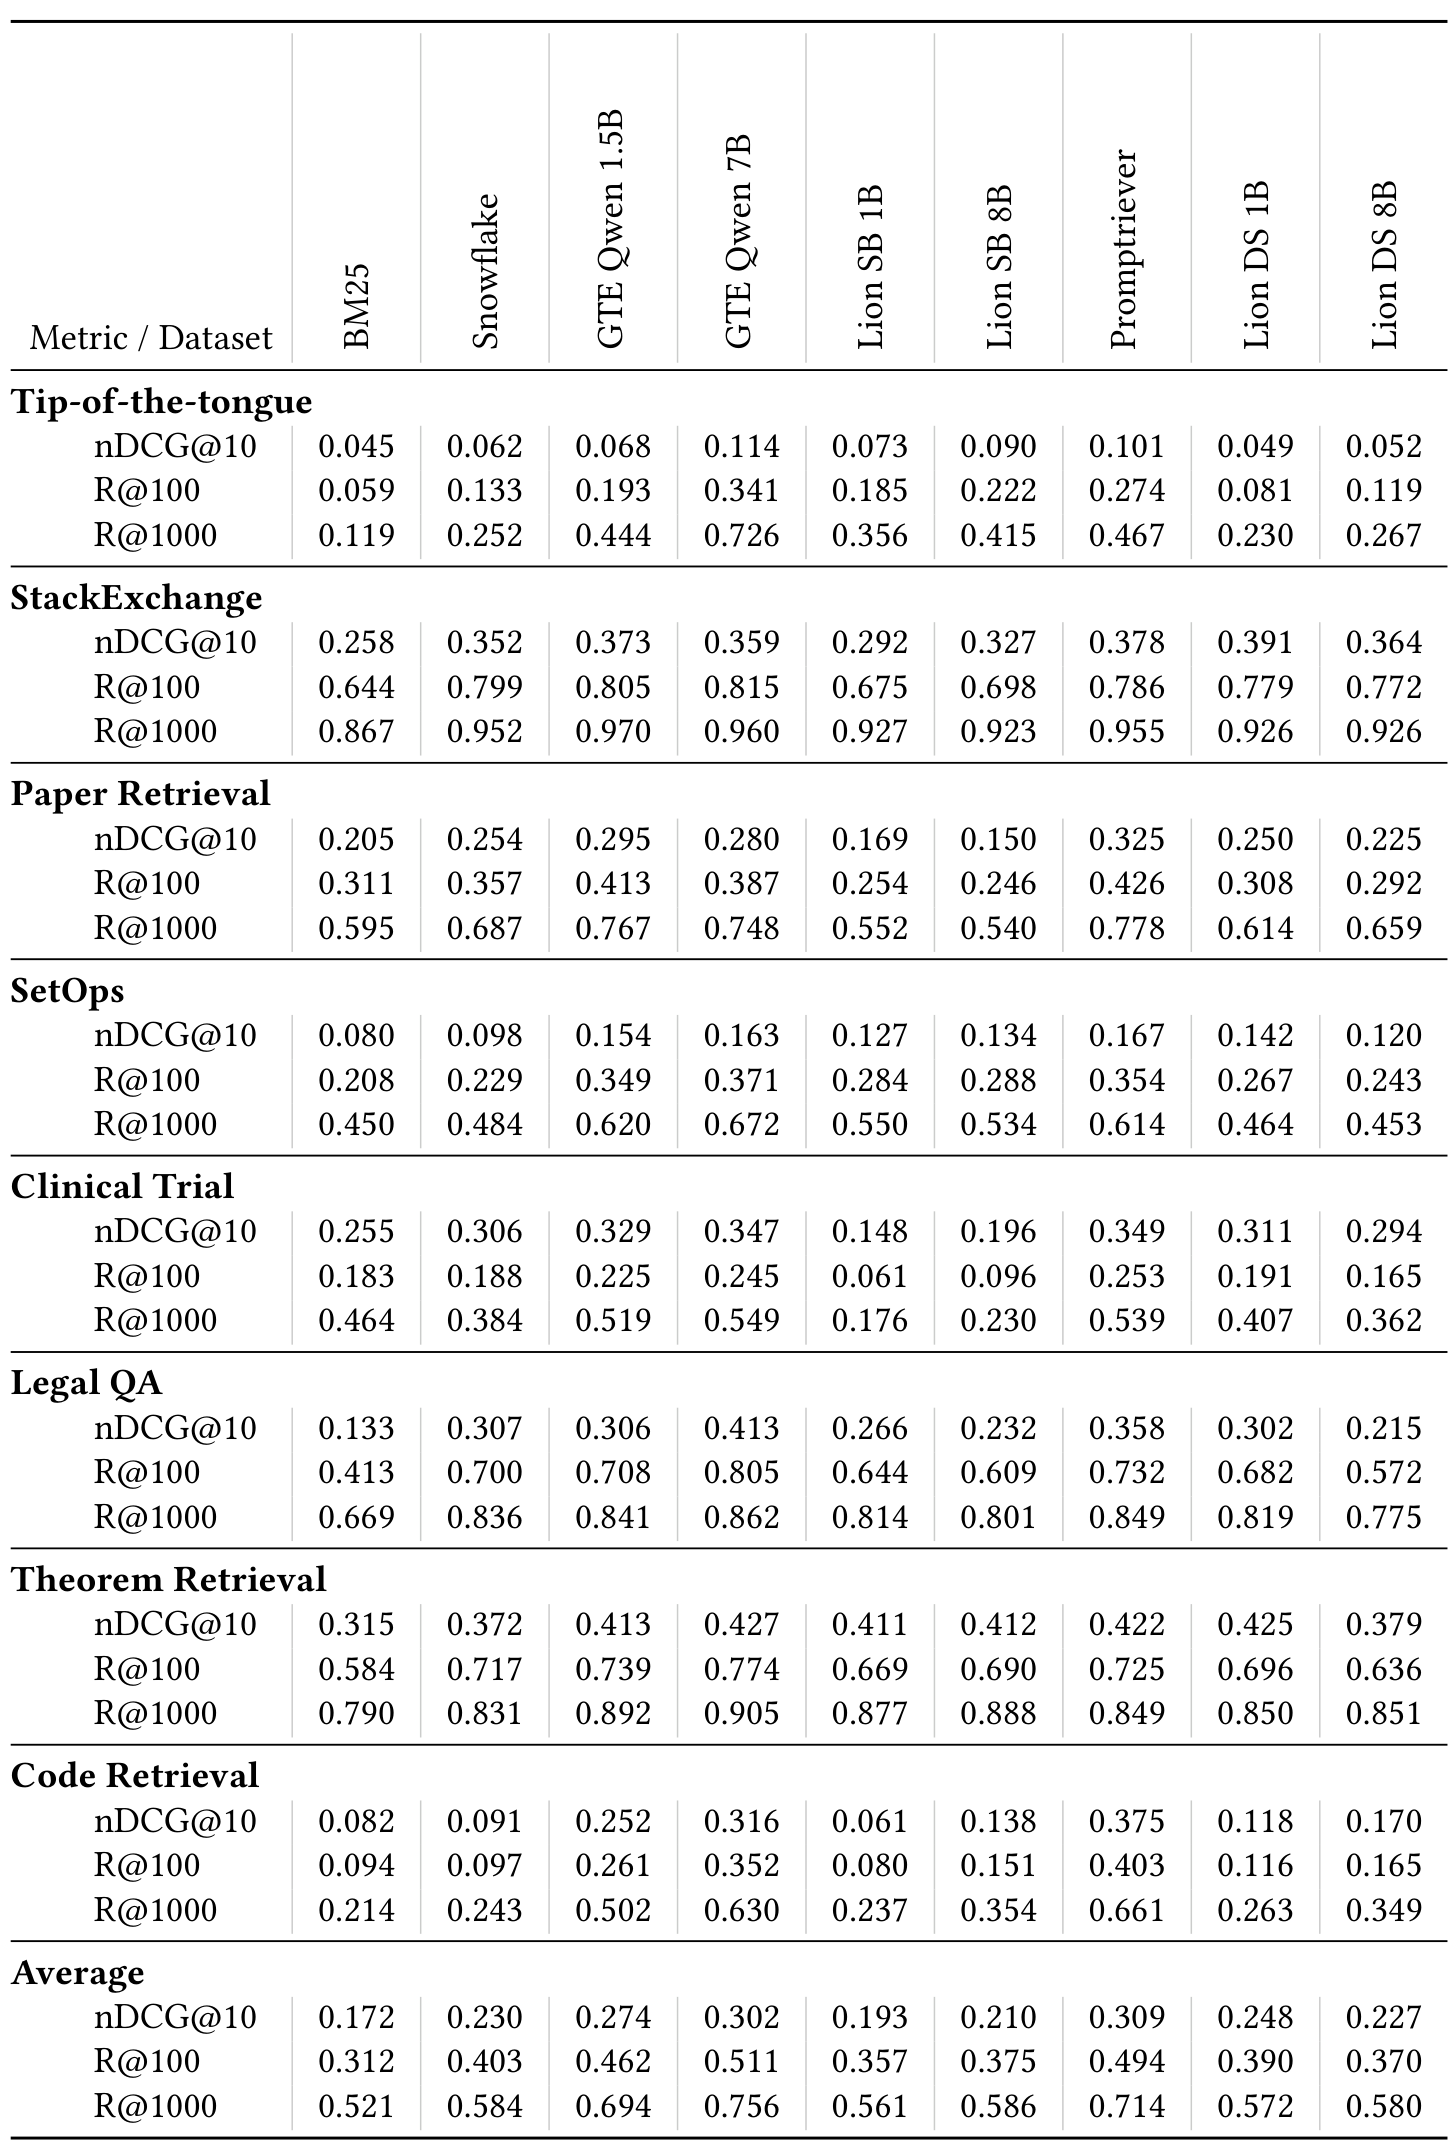 Metric / Dataset BM25 Snowflake GTE Qwen 1.5B GTE Qwen 7B Lion SB 1B Lion SB 8B Promptriever Lion DS 1B Lion DS 8B
Tip-of-the-tongue
nDCG@10 0.045 0.062 0.068 0.114 0.073 0.090 0.101 0.049 0.052
R@100 0.059 0.133 0.193 0.341 0.185 0.222 0.274 0.081 0.119
R@1000 0.119 0.252 0.444 0.726 0.356 0.415 0.467 0.230 0.267
StackExchange
nDCG@10 0.258 0.352 0.373 0.359 0.292 0.327 0.378 0.391 0.364
R@100 0.644 0.799 0.805 0.815 0.675 0.698 0.786 0.779 0.772
R@1000 0.867 0.952 0.970 0.960 0.927 0.923 0.955 0.926 0.926
Paper Retrieval
nDCG@10 0.205 0.254 0.295 0.280 0.169 0.150 0.325 0.250 0.225
R@100 0.311 0.357 0.413 0.387 0.254 0.246 0.426 0.308 0.292
R@1000 0.595 0.687 0.767 0.748 0.552 0.540 0.778 0.614 0.659
SetOps
nDCG@10 0.080 0.098 0.154 0.163 0.127 0.134 0.167 0.142 0.120
R@100 0.208 0.229 0.349 0.371 0.284 0.288 0.354 0.267 0.243
R@1000 0.450 0.484 0.620 0.672 0.550 0.534 0.614 0.464 0.453
Clinical Trial
nDCG@10 0.255 0.306 0.329 0.347 0.148 0.196 0.349 0.311 0.294
R@100 0.183 0.188 0.225 0.245 0.061 0.096 0.253 0.191 0.165
R@1000 0.464 0.384 0.519 0.549 0.176 0.230 0.539 0.407 0.362
Legal QA
nDCG@10 0.133 0.307 0.306 0.413 0.266 0.232 0.358 0.302 0.215
R@100 0.413 0.700 0.708 0.805 0.644 0.609 0.732 0.682 0.572
R@1000 0.669 0.836 0.841 0.862 0.814 0.801 0.849 0.819 0.775
Theorem Retrieval
nDCG@10 0.315 0.372 0.413 0.427 0.411 0.412 0.422 0.425 0.379
R@100 0.584 0.717 0.739 0.774 0.669 0.690 0.725 0.696 0.636
R@1000 0.790 0.831 0.892 0.905 0.877 0.888 0.849 0.850 0.851
Code Retrieval
nDCG@10 0.082 0.091 0.252 0.316 0.061 0.138 0.375 0.118 0.170
R@100 0.094 0.097 0.261 0.352 0.080 0.151 0.403 0.116 0.165
R@1000 0.214 0.243 0.502 0.630 0.237 0.354 0.661 0.263 0.349
Average
nDCG@10 0.172 0.230 0.274 0.302 0.193 0.210 0.309 0.248 0.227
R@100 0.312 0.403 0.462 0.511 0.357 0.375 0.494 0.390 0.370
R@1000 0.521 0.584 0.694 0.756 0.561 0.586 0.714 0.572 0.580